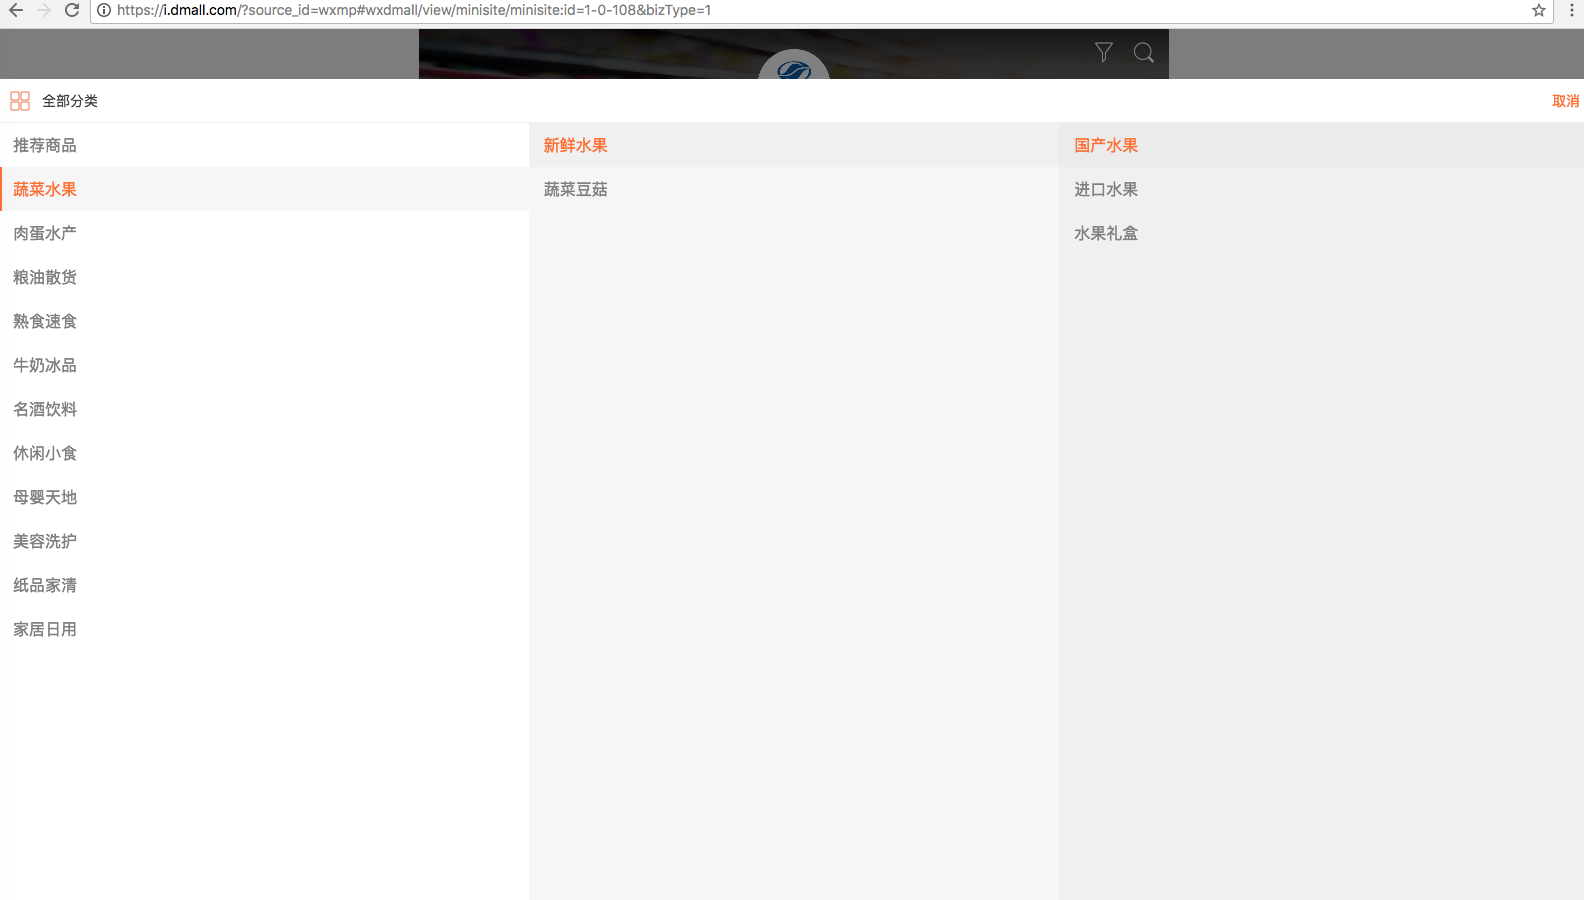 https://i.dmall.com/?source_id=wxmp#wxdmall/view/minisite/minisite:id=1-0-108&bizType=1
全部分类
取消
推荐商品
蔬菜水果
肉蛋水产
粮油散货
熟食速食
牛奶冰品
名酒饮料
休闲小食
母婴天地
美容洗护
纸品家清
家居日用
新鲜水果
蔬菜豆菇
国产水果
进口水果
水果礼盒